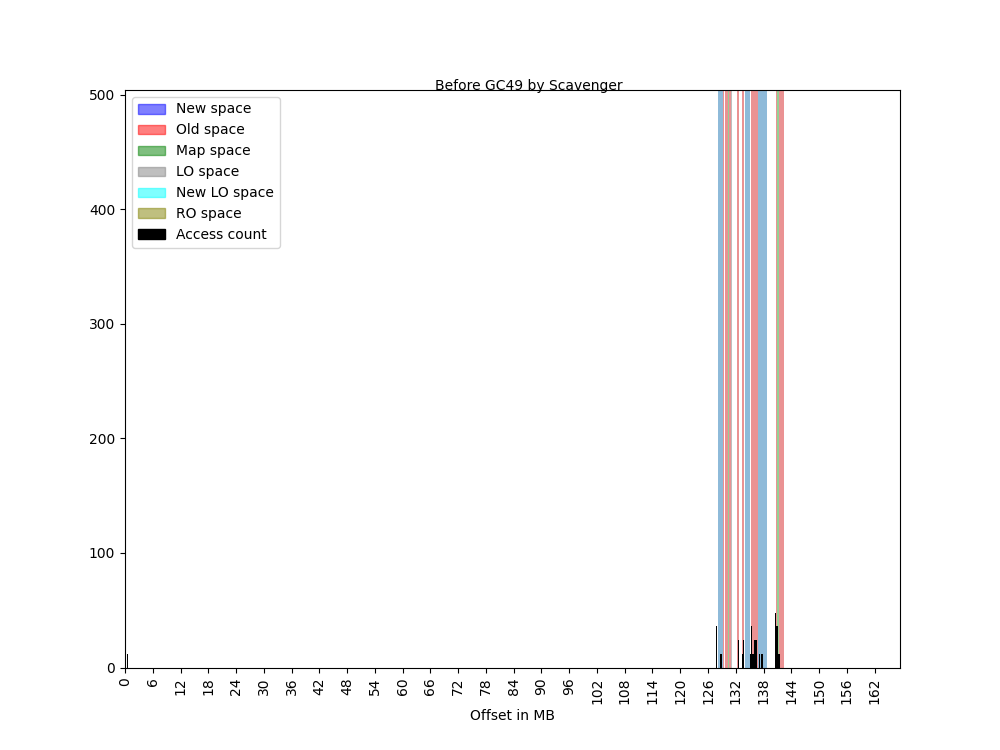 Before GC49 by Scavenger
500
400
300
200
100
0
New space
Old space
Map space
LO space
New LO space
RO space
Access count
0 6 12 18 24 30 36 42 48 54 60 66 72 78 84 90 96 102 108 114 120 126 132 138 144 150 156 162
Offset in MB